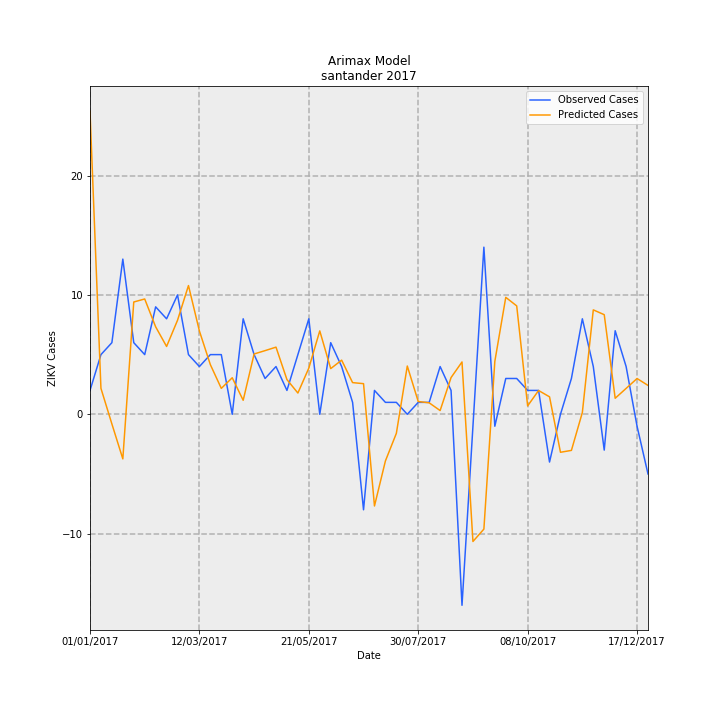 Arimax Model
santander 2017
Observed Cases
Predicted Cases
ZIKV Cases
20
10
0
−10
01/01/2017
12/03/2017
21/05/2017
30/07/2017
08/10/2017
17/12/2017
Date